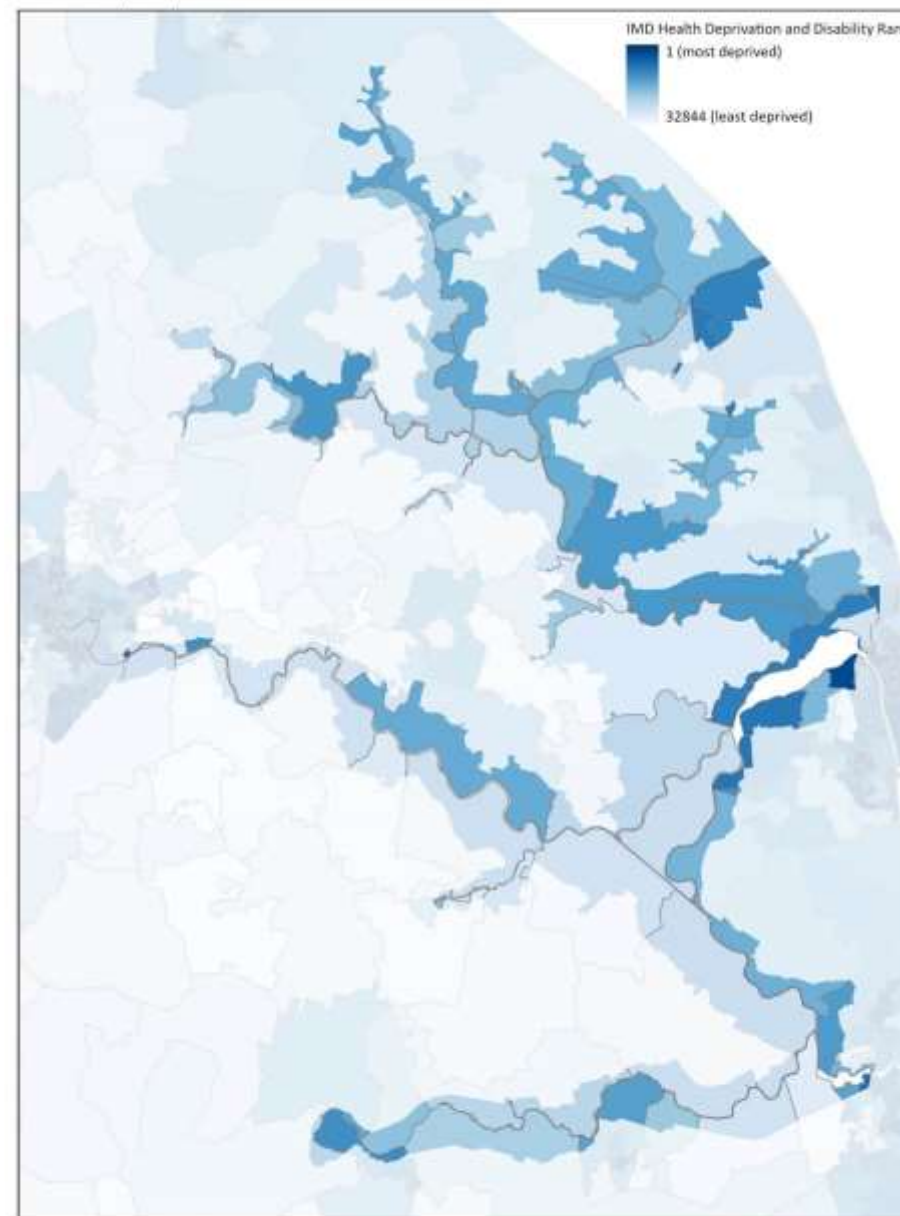 IMD Health Deprivation and Disability Ran
1 (most deprived)
32844 (least deprived)